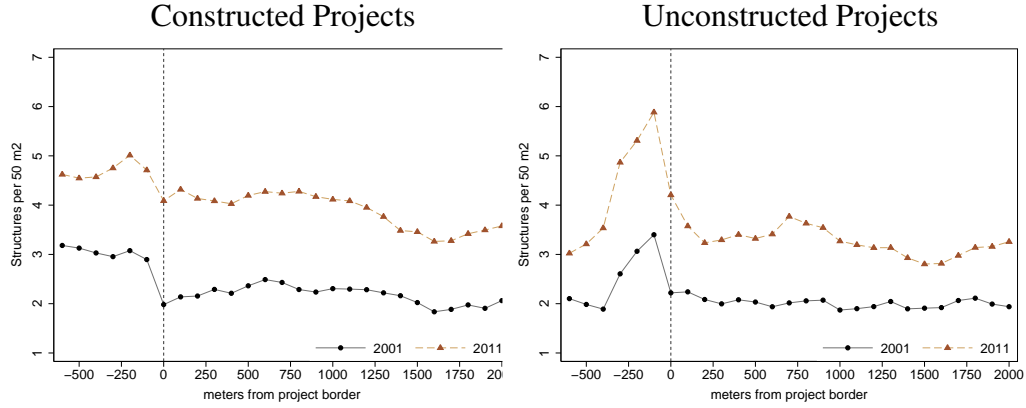 Constructed Projects
Structures per 50 m2
7
6
5
4
3
2
1
2001 2011
−500 −250 0 250 500 750 1000 1250 1500 1750 200
meters from project border
Unconstructed Projects
Structures per 50 m2
7
6
5
4
3
2
1
2001 2011
−500 −250 0 250 500 750 1000 1250 1500 1750 2000
meters from project border